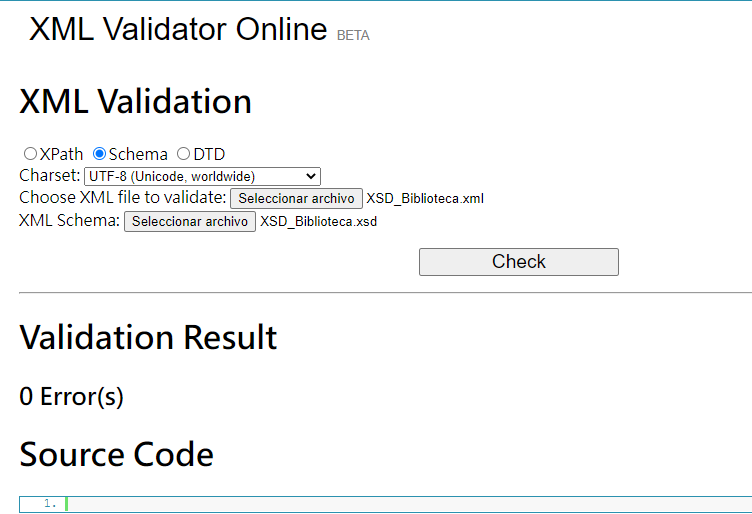 XML Validator Online BETA
XML Validation
XPath Schema DTD
Charset: UTF-8 (Unicode, worldwide)
Choose XML file to validate: Seleccionar archivo XSD_Biblioteca.xml
XML Schema: Seleccionar archivo XSD_Biblioteca.xsd
Check
Validation Result
0 Error(s)
Source Code
1.